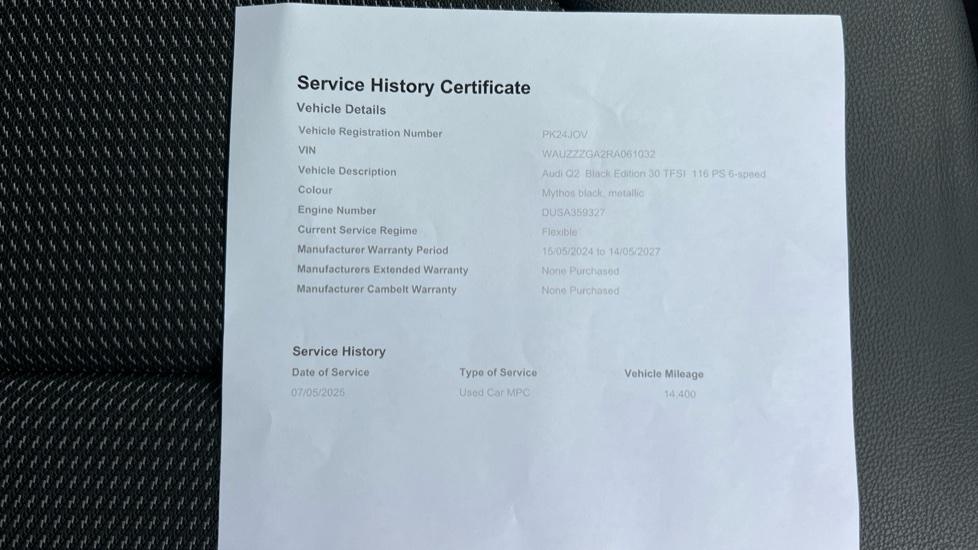 Service History Certificate
Vehicle Details
Vehicle Registration Number PK24JOV
VIN WAUZZZGA2RA061032
Vehicle Description Audi Q2 Black Edition 30 TFSI 116 PS 6-speed
Colour Mythos black, metallic
Engine Number DUSA359327
Current Service Regime Flexible
Manufacturer Warranty Period 15/05/2024 to 14/05/2027
Manufacturers Extended Warranty None Purchased
Manufacturer Cambelt Warranty None Purchased
Service History
Date of Service Type of Service Vehicle Mileage
07/05/2025 Used Car MPC 14,400